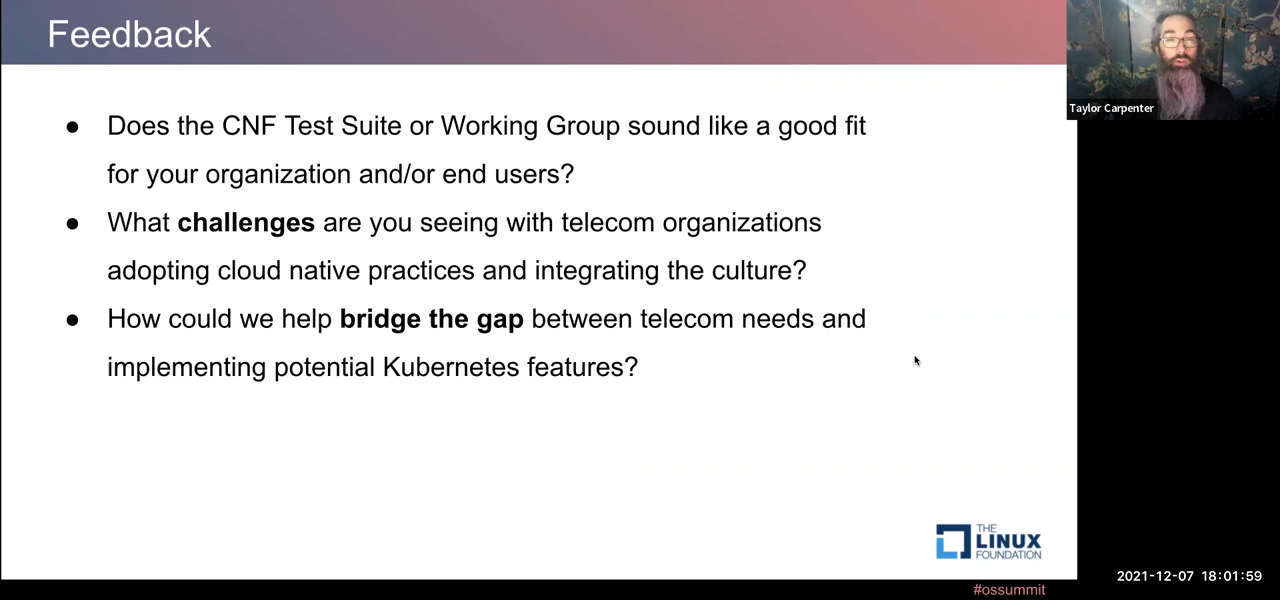 Feedback
Taylor Carpenter
● Does the CNF Test Suite or Working Group sound like a good fit
for your organization and/or end users?
● What challenges are you seeing with telecom organizations
adopting cloud native practices and integrating the culture?
● How could we help bridge the gap between telecom needs and
implementing potential Kubernetes features?
THE
LINUX
FOUNDATION
2021-12-07 18:01:59
#ossummit